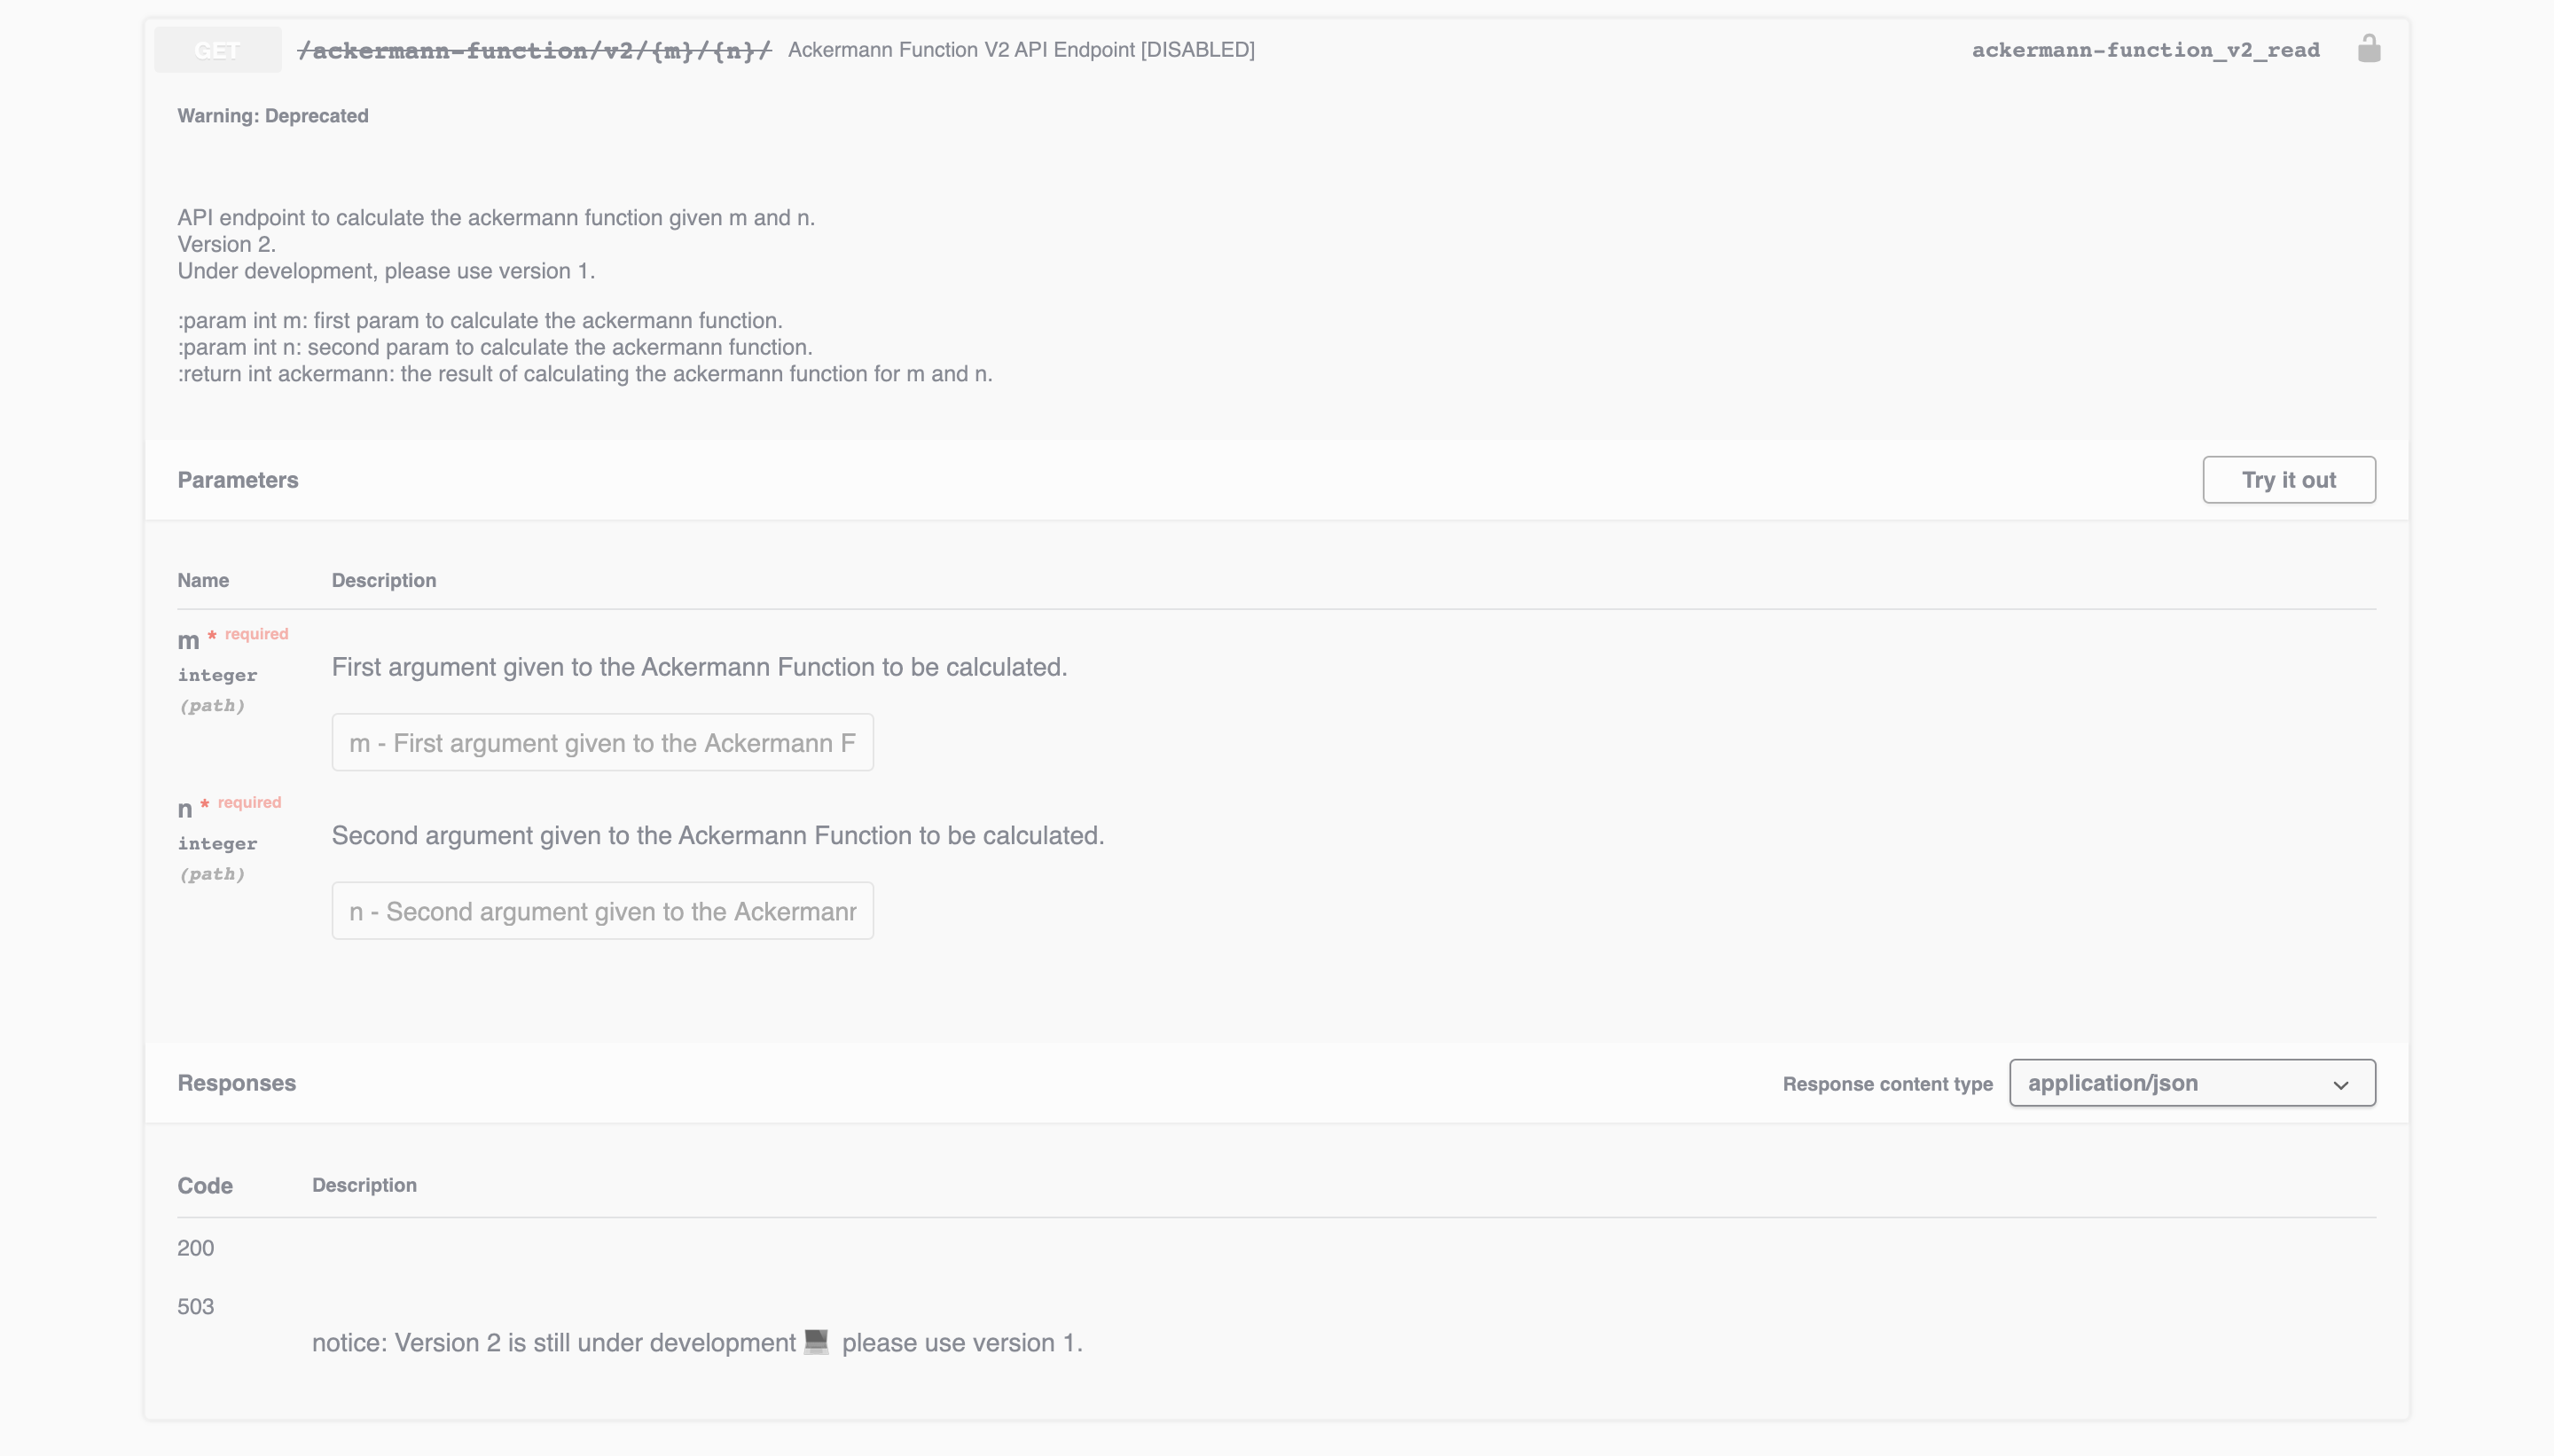 GET /ackermann-function/v2/{m}/{n}/ Ackermann Function V2 API Endpoint [DISABLED] ackermann-function_v2_read
Warning: Deprecated
API endpoint to calculate the ackermann function given m and n.
Version 2.
Under development, please use version 1.
:param int m: first param to calculate the ackermann function.
:param int n: second param to calculate the ackermann function.
:return int ackermann: the result of calculating the ackermann function for m and n.
Parameters Try it out
Name Description
m * required
integer
(path)
First argument given to the Ackermann Function to be calculated.
m - First argument given to the Ackermann F
n * required
integer
(path)
Second argument given to the Ackermann Function to be calculated.
n - Second argument given to the Ackermann
Responses Response content type application/json
Code Description
200
503
notice: Version 2 is still under development 💻 please use version 1.